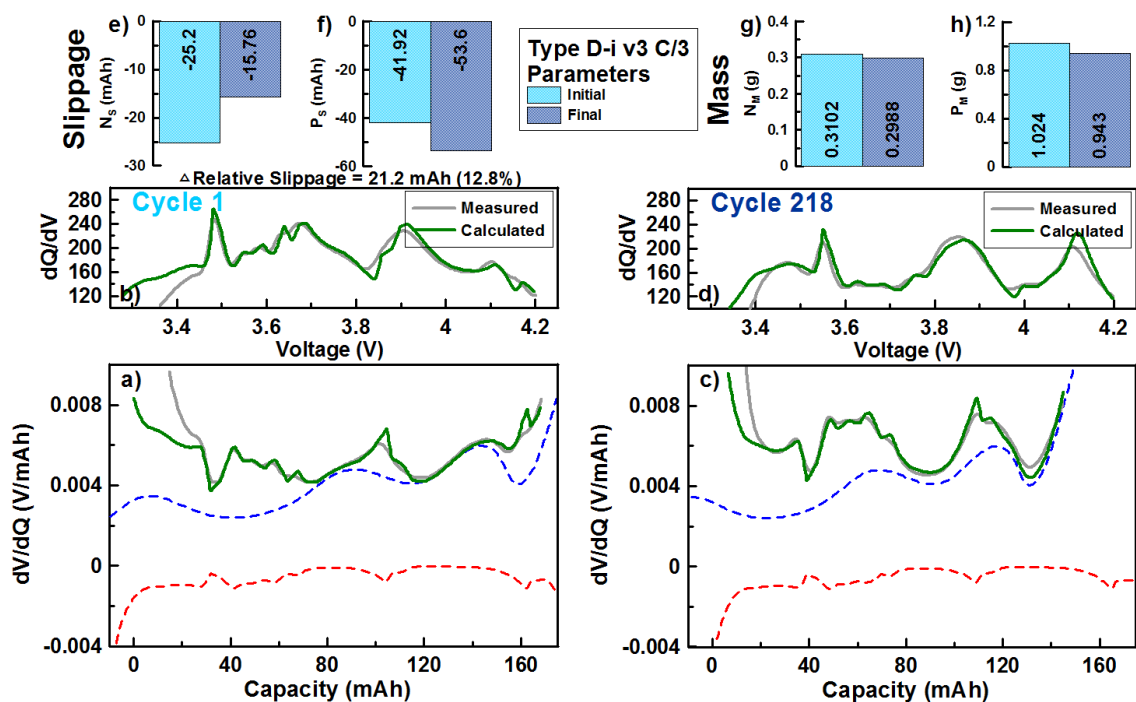 Slippage
e)
N_S (mAh)
0
-10
-20
-30
-25.2
-15.76
f)
P_S (mAh)
0
-20
-40
-60
-41.92
-53.6
Type D-i v3 C/3
Parameters
Initial
Final
Mass
g)
N_M (g)
0.4
0.3
0.2
0.1
0
0.3102
0.2988
h)
P_M (g)
1.2
0.8
0.4
0
1.024
0.943
△Relative Slippage = 21.2 mAh (12.8%)
dQ/dV
280
240
200
160
120
Cycle 1
Measured
Calculated
b)
3.4
3.6
3.8
4
4.2
Voltage (V)
dQ/dV
280
240
200
160
120
Cycle 218
Measured
Calculated
d)
3.4
3.6
3.8
4
4.2
Voltage (V)
a)
dV/dQ (V/mAh)
0.008
0.004
0
-0.004
0
40
80
120
160
Capacity (mAh)
c)
dV/dQ (V/mAh)
0.008
0.004
0
-0.004
0
40
80
120
160
Capacity (mAh)